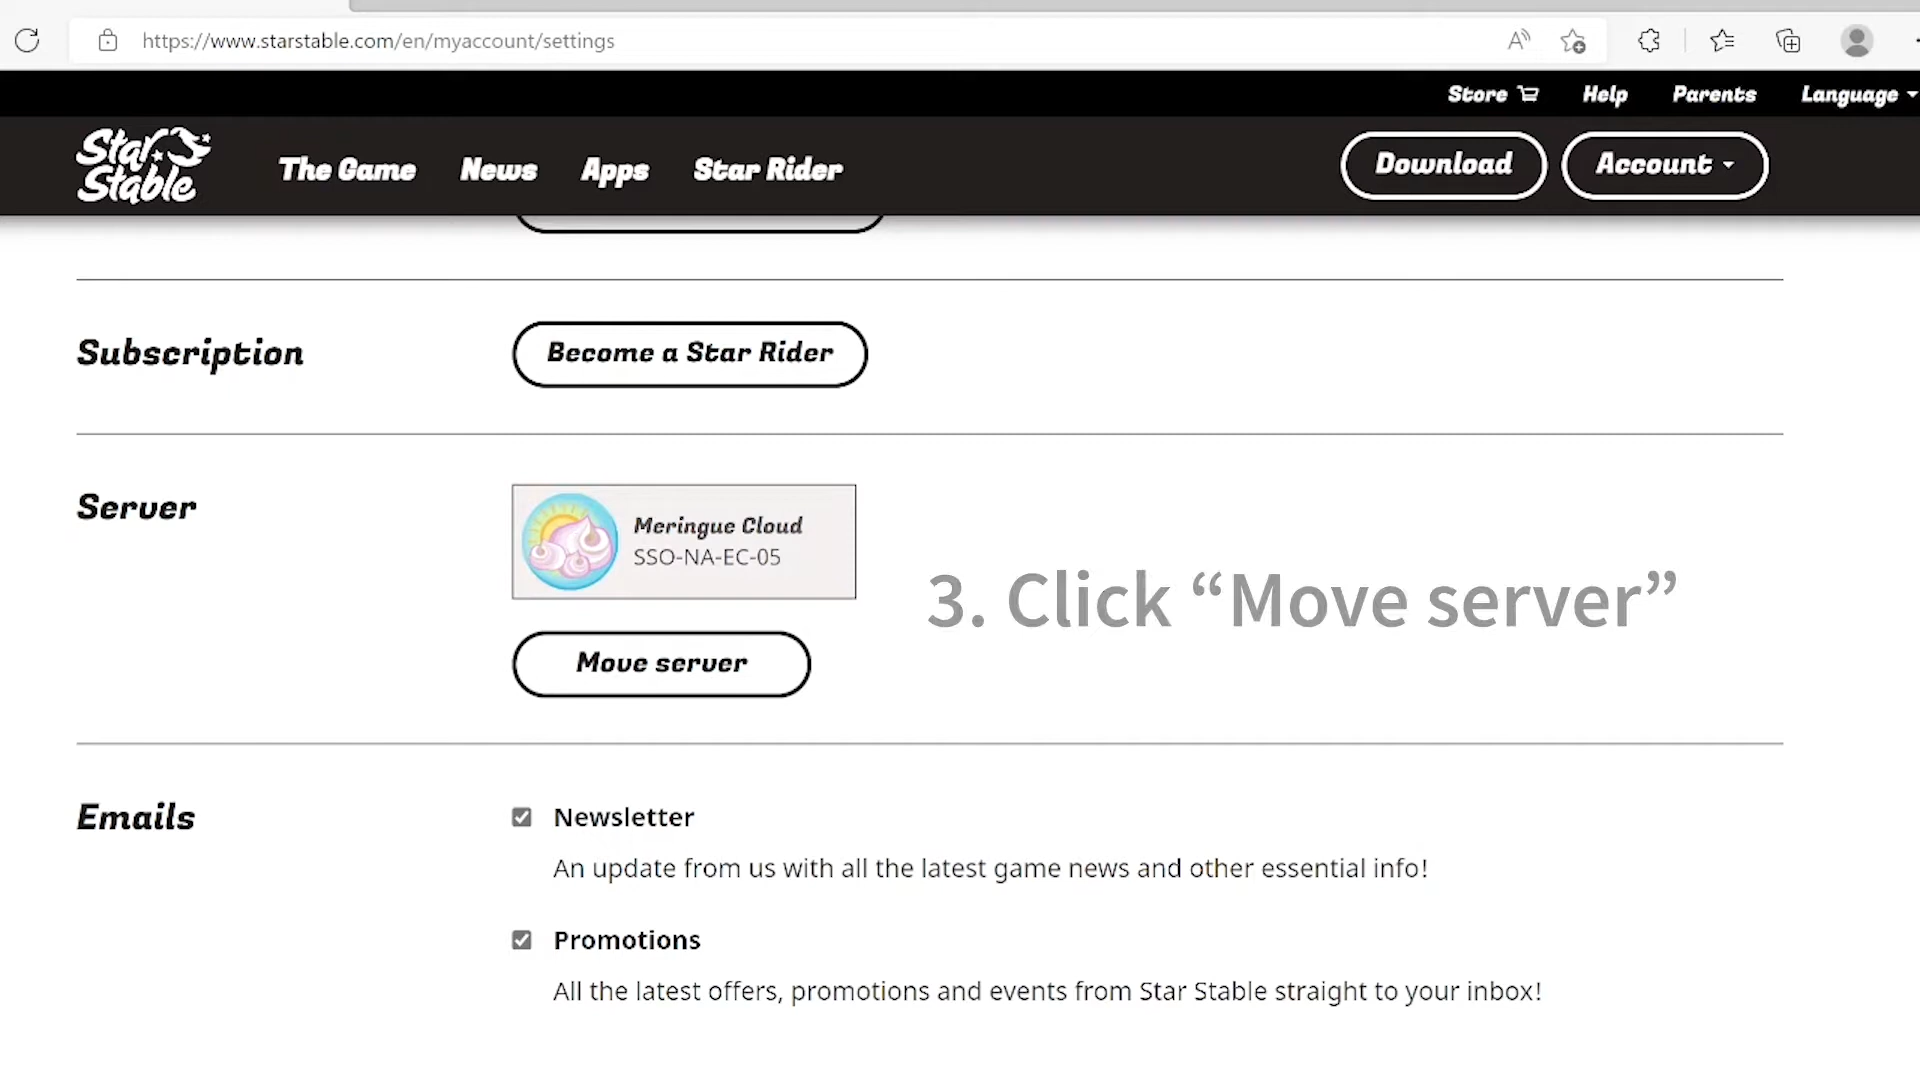 https://www.starstable.com/en/myaccount/settings
Store Help Parents Language
Star Stable
The Game News Apps Star Rider
Download Account
Subscription
Become a Star Rider
Server
Meringue Cloud
SSO-NA-EC-05
3. Click “Move server”
Move server
Emails
Newsletter
An update from us with all the latest game news and other essential info!
Promotions
All the latest offers, promotions and events from Star Stable straight to your inbox!